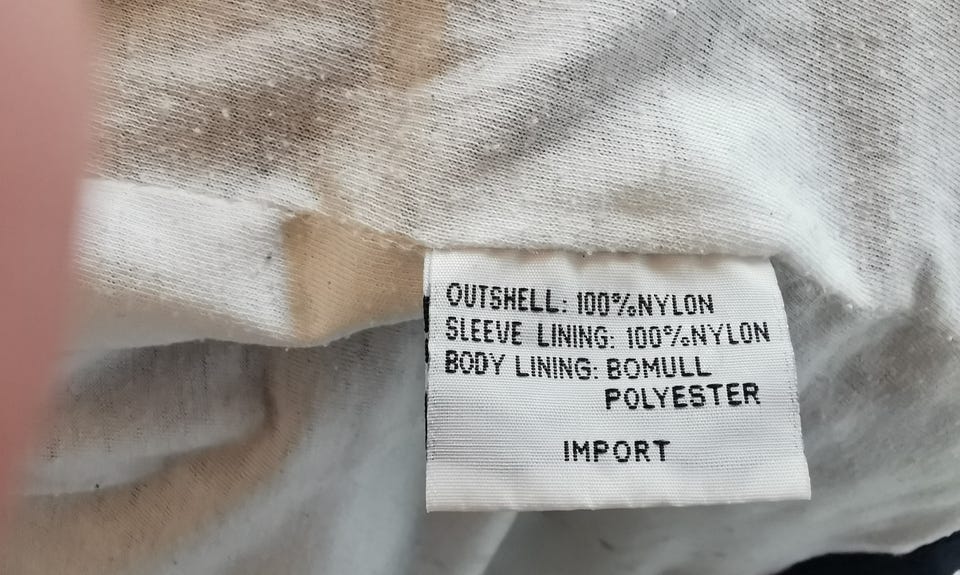 OUTSHELL: 100%NYLON
SLEEVE LINING: 100%NYLON
BODY LINING: BOMULL
POLYESTER
IMPORT